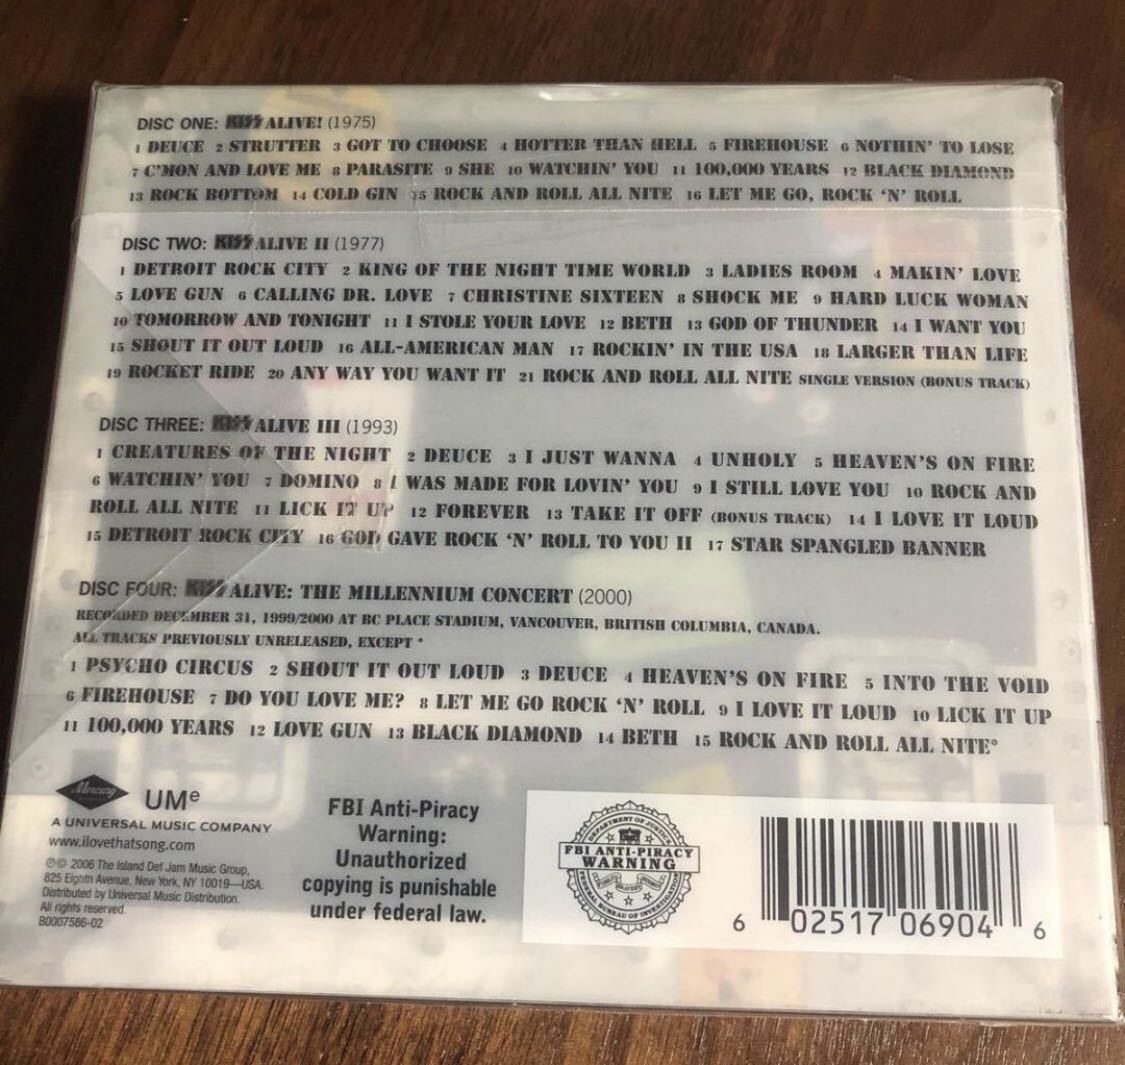 DISC ONE: KISS ALIVE! (1975)
1 DEUCE 2 STRUTTER 3 GOT TO CHOOSE 4 HOTTER THAN HELL 5 FIREHOUSE 6 NOTHIN' TO LOSE
7 C'MON AND LOVE ME 8 PARASITE 9 SHE 10 WATCHIN' YOU 11 100,000 YEARS 12 BLACK DIAMOND
13 ROCK BOTTOM 14 COLD GIN 15 ROCK AND ROLL ALL NITE 16 LET ME GO, ROCK 'N' ROLL
DISC TWO: KISS ALIVE II (1977)
1 DETROIT ROCK CITY 2 KING OF THE NIGHT TIME WORLD 3 LADIES ROOM 4 MAKIN' LOVE
5 LOVE GUN 6 CALLING DR. LOVE 7 CHRISTINE SIXTEEN 8 SHOCK ME 9 HARD LUCK WOMAN
10 TOMORROW AND TONIGHT 11 I STOLE YOUR LOVE 12 BETH 13 GOD OF THUNDER 14 I WANT YOU
15 SHOUT IT OUT LOUD 16 ALL-AMERICAN MAN 17 ROCKIN' IN THE USA 18 LARGER THAN LIFE
19 ROCKET RIDE 20 ANY WAY YOU WANT IT 21 ROCK AND ROLL ALL NITE SINGLE VERSION (BONUS TRACK)
DISC THREE: KISS ALIVE III (1993)
1 CREATURES OF THE NIGHT 2 DEUCE 3 I JUST WANNA 4 UNHOLY 5 HEAVEN'S ON FIRE
6 WATCHIN' YOU 7 DOMINO 8 I WAS MADE FOR LOVIN' YOU 9 I STILL LOVE YOU 10 ROCK AND
ROLL ALL NITE 11 LICK IT UP 12 FOREVER 13 TAKE IT OFF (BONUS TRACK) 14 I LOVE IT LOUD
15 DETROIT ROCK CITY 16 GOD GAVE ROCK 'N' ROLL TO YOU II 17 STAR SPANGLED BANNER
DISC FOUR: KISS ALIVE: THE MILLENNIUM CONCERT (2000)
RECORDED DECEMBER 31, 1999/2000 AT BC PLACE STADIUM, VANCOUVER, BRITISH COLUMBIA, CANADA.
ALL TRACKS PREVIOUSLY UNRELEASED, EXCEPT *
1 PSYCHO CIRCUS 2 SHOUT IT OUT LOUD 3 DEUCE 4 HEAVEN'S ON FIRE 5 INTO THE VOID
6 FIREHOUSE 7 DO YOU LOVE ME? 8 LET ME GO ROCK 'N' ROLL 9 I LOVE IT LOUD 10 LICK IT UP
11 100,000 YEARS 12 LOVE GUN 13 BLACK DIAMOND 14 BETH 15 ROCK AND ROLL ALL NITE*
Mercury
UMe
A UNIVERSAL MUSIC COMPANY
www.ilovethatsong.com
℗© 2006 The Island Def Jam Music Group,
825 Eighth Avenue, New York, NY 10019—USA.
Distributed by Universal Music Distribution.
All rights reserved.
B0007586-02
FBI Anti-Piracy
Warning:
Unauthorized
copying is punishable
under federal law.
DEPARTMENT OF JUSTICE
FBI ANTI-PIRACY
WARNING
FEDERAL BUREAU OF INVESTIGATION
6 02517 06904 6